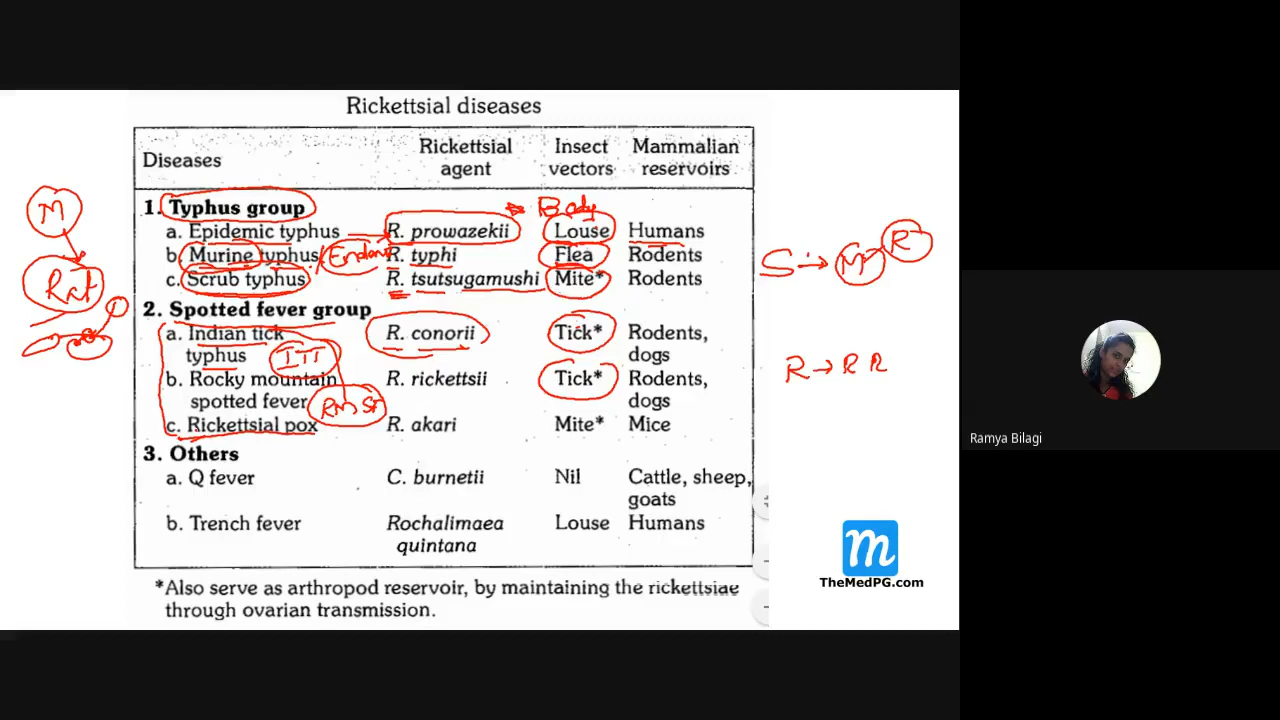 Rickettsial diseases
Diseases Rickettsial agent Insect vectors Mammalian reservoirs
1. Typhus group
Body
a. Epidemic typhus R. prowazekii Louse Humans
b Murine typhus / R. typhi Flea Rodents
c. Scrub typhus R. tsutsugamushi Mite* Rodents
2. Spotted fever group
a. Indian tick typhus R. conorii Tick* Rodents, dogs
ITT
b. Rocky mountain spotted fever R. rickettsii Tick* Rodents, dogs
RMSF
c. Rickettsial pox R. akari Mite* Mice
3. Others
a. Q fever C. burnetii Nil Cattle, sheep, goats
b. Trench fever Rochalimaea quintana Louse Humans
*Also serve as arthropod reservoir, by maintaining the rickettsiae
through ovarian transmission.
M
Rat
S → M R
R → R R
m
TheMedPG.com
Ramya Bilagi